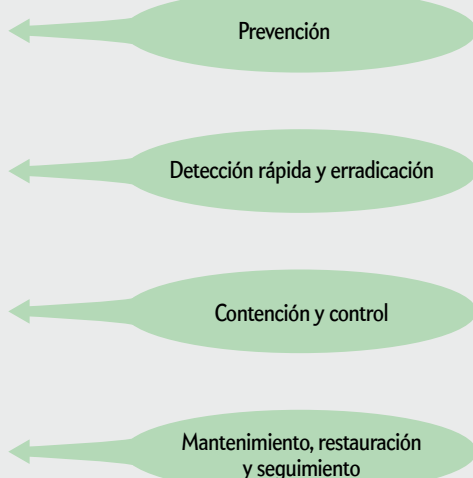 Prevención
Detección rápida y erradicación
Contención y control
Mantenimiento, restauración
y seguimiento